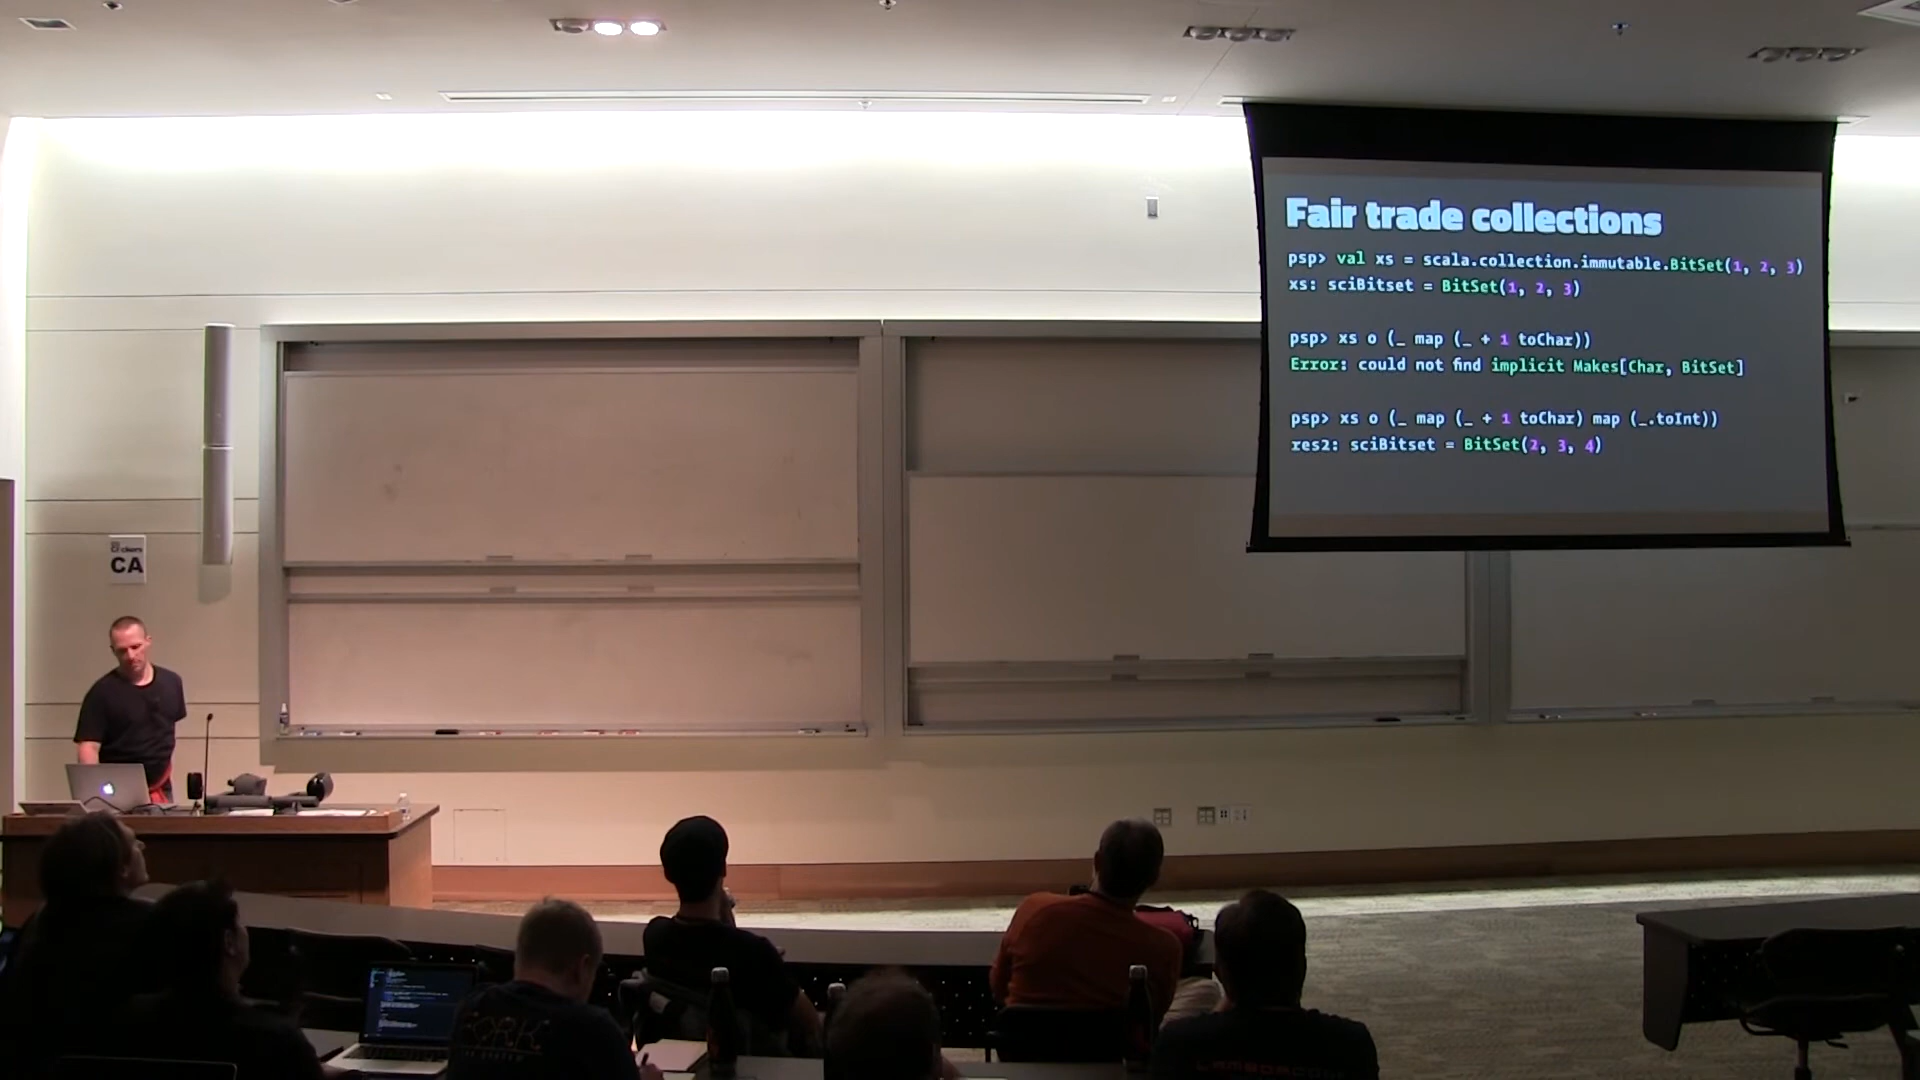 Fair trade collections
psp> val xs = scala.collection.immutable.BitSet(1, 2, 3)
xs: sciBitset = BitSet(1, 2, 3)
psp> xs o (_ map (_ + 1 toChar))
Error: could not find implicit Makes[Char, BitSet]
psp> xs o (_ map (_ + 1 toChar) map (_.toInt))
res2: sciBitset = BitSet(2, 3, 4)
CA